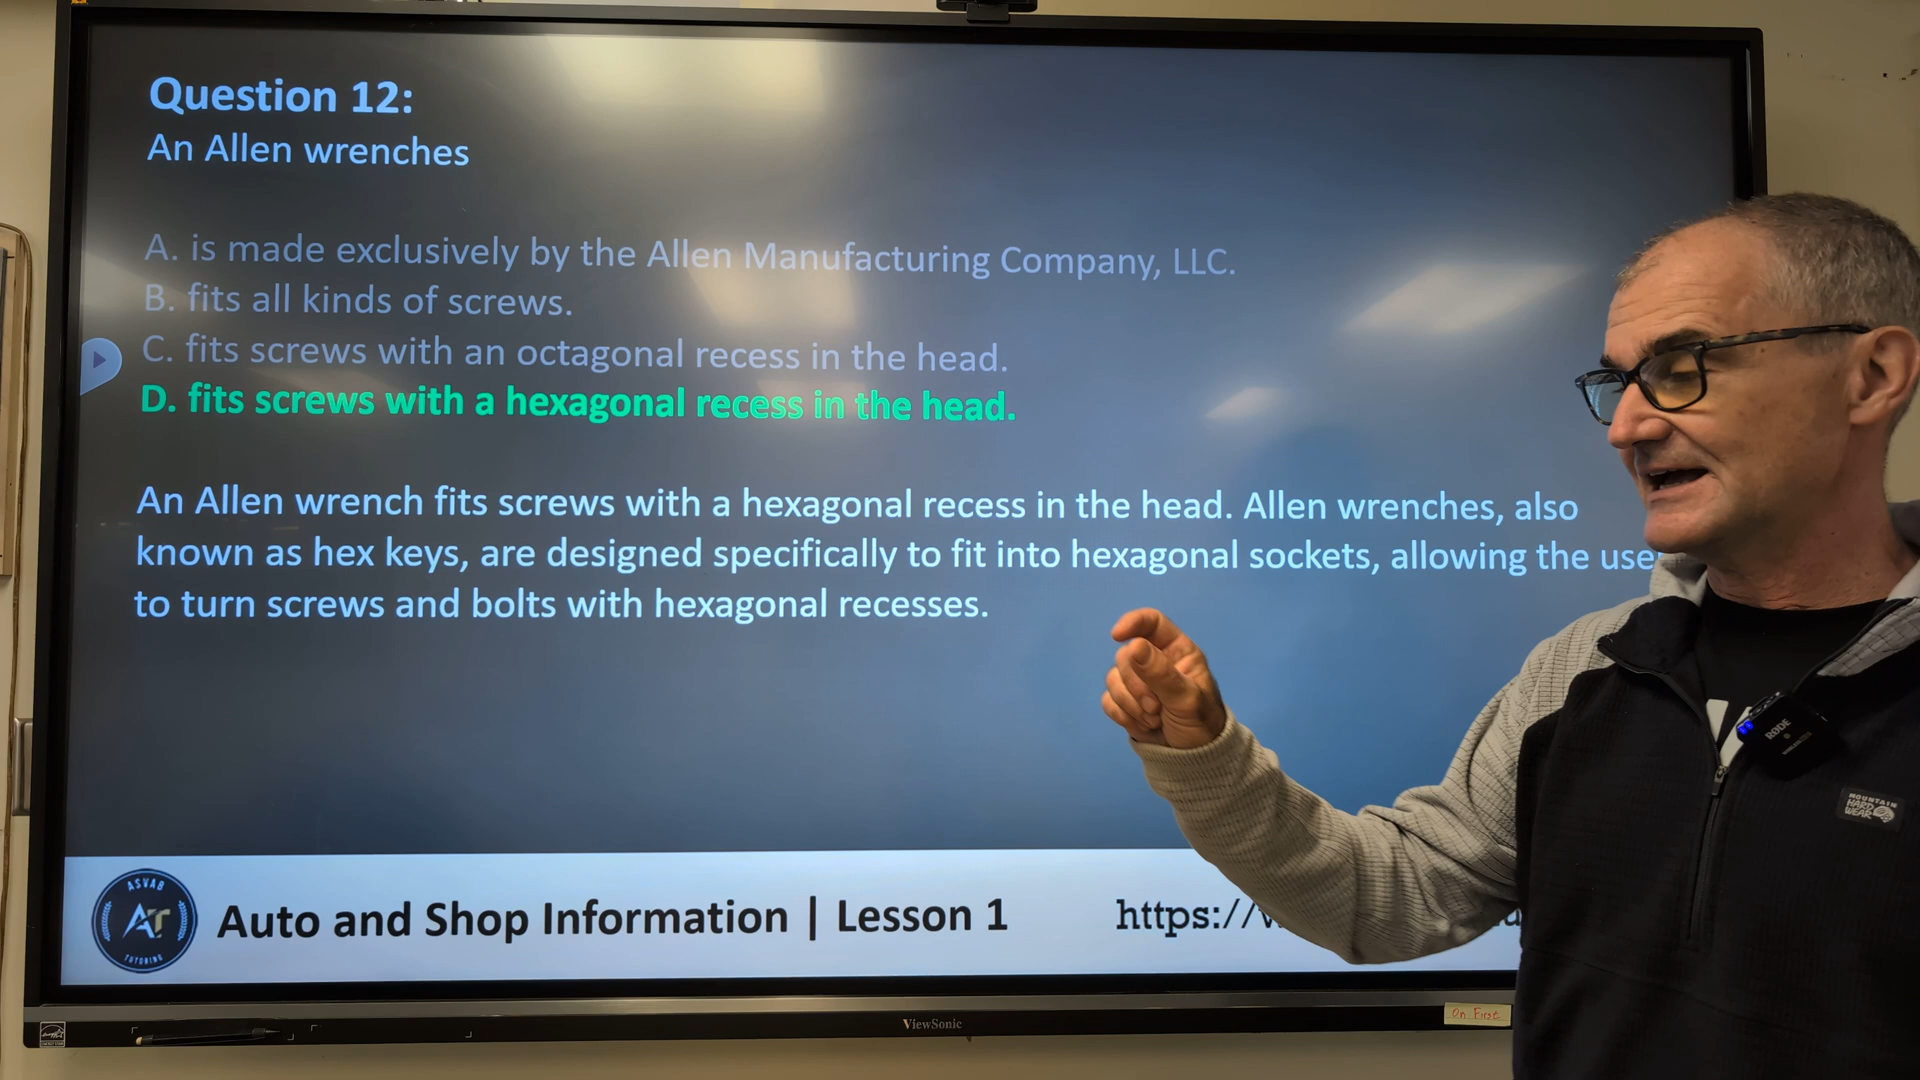 Question 12:
An Allen wrenches
A. is made exclusively by the Allen Manufacturing Company, LLC.
B. fits all kinds of screws.
C. fits screws with an octagonal recess in the head.
D. fits screws with a hexagonal recess in the head.
An Allen wrench fits screws with a hexagonal recess in the head. Allen wrenches, also
known as hex keys, are designed specifically to fit into hexagonal sockets, allowing the use
to turn screws and bolts with hexagonal recesses.
ASVAB
AT
TUTORING
Auto and Shop Information | Lesson 1
https://
RØDE
MOUNTAIN
HARD
WEAR
ViewSonic
On First